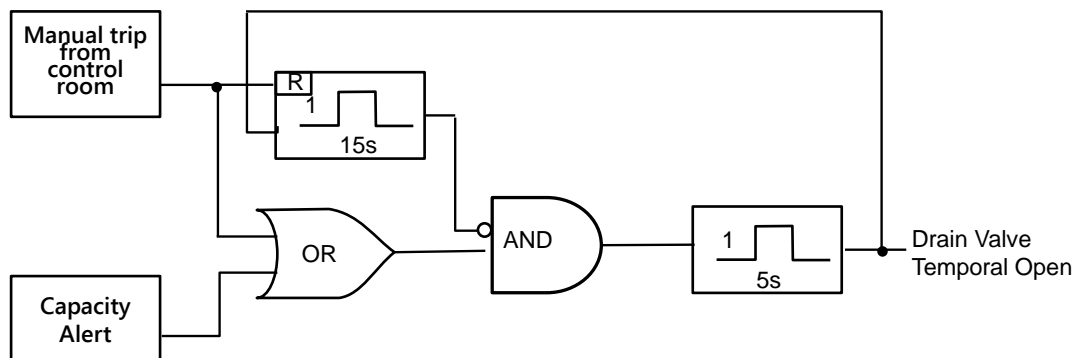 Manual trip
from
control
room
R
1
15s
OR
AND
1
5s
Drain Valve
Temporal Open
Capacity
Alert